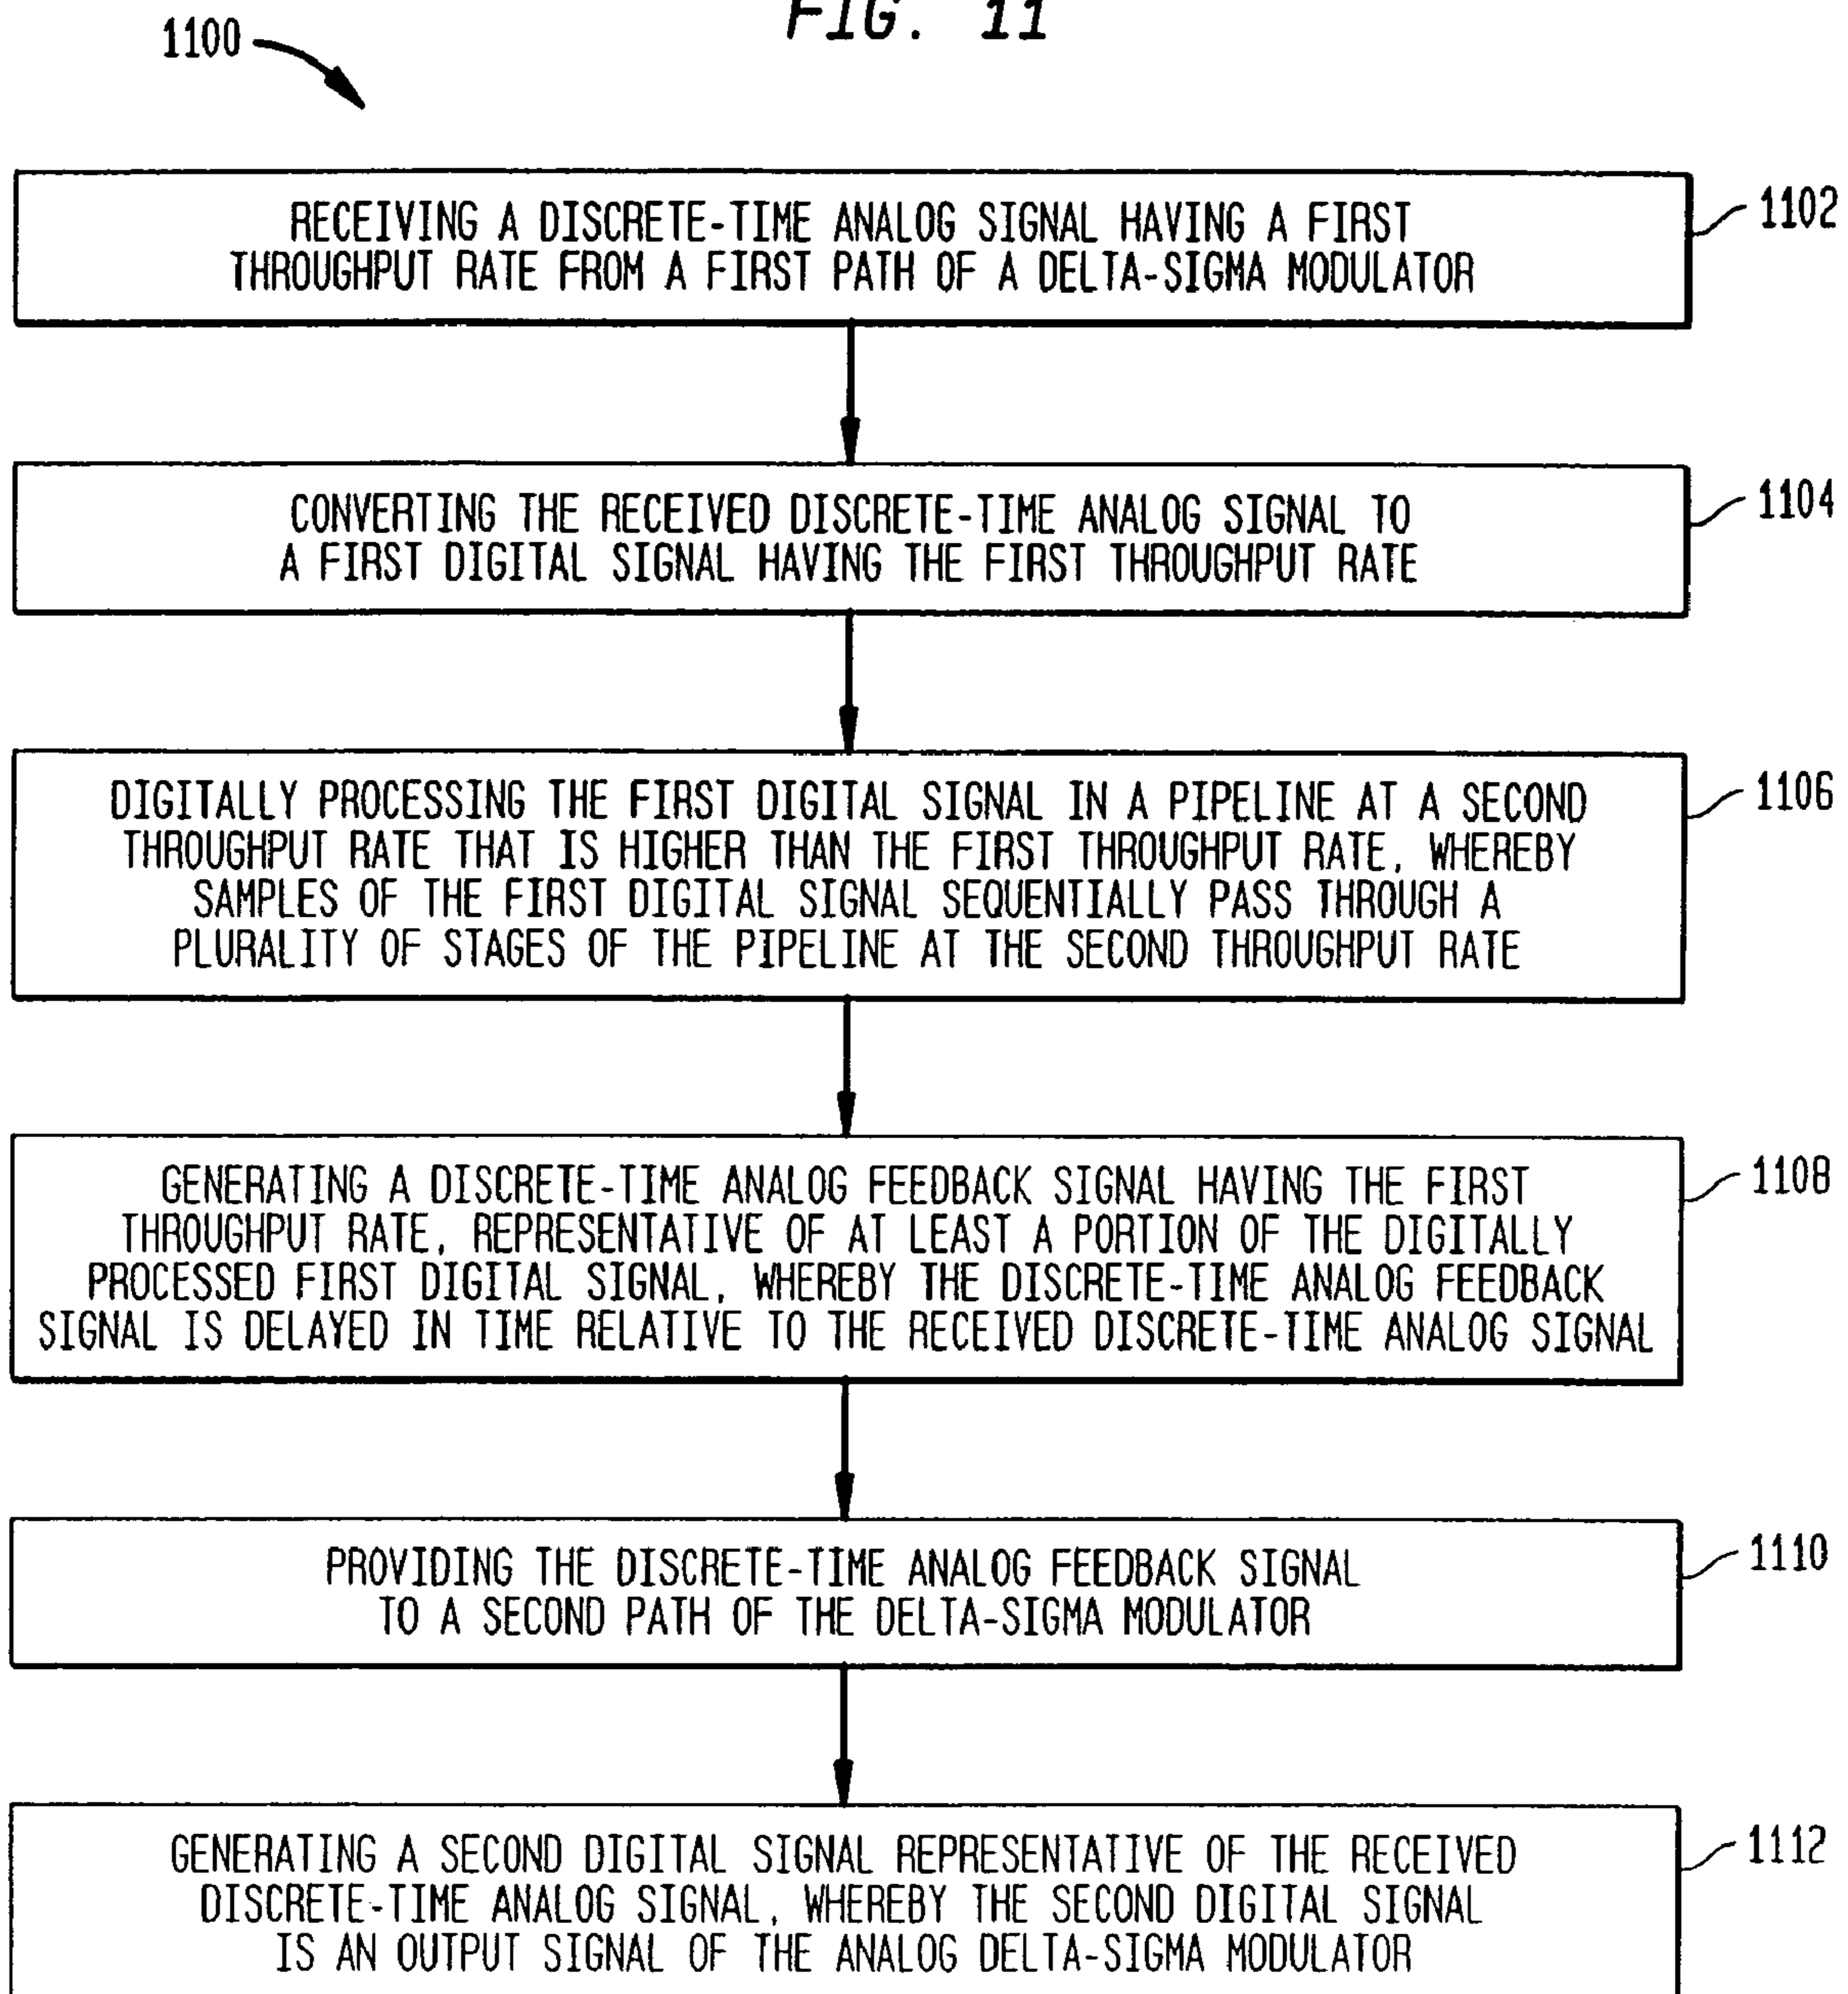 FIG. 11
1100
RECEIVING A DISCRETE-TIME ANALOG SIGNAL HAVING A FIRST
THROUGHPUT RATE FROM A FIRST PATH OF A DELTA-SIGMA MODULATOR
1102
CONVERTING THE RECEIVED DISCRETE-TIME ANALOG SIGNAL TO
A FIRST DIGITAL SIGNAL HAVING THE FIRST THROUGHPUT RATE
1104
DIGITALLY PROCESSING THE FIRST DIGITAL SIGNAL IN A PIPELINE AT A SECOND
THROUGHPUT RATE THAT IS HIGHER THAN THE FIRST THROUGHPUT RATE, WHEREBY
SAMPLES OF THE FIRST DIGITAL SIGNAL SEQUENTIALLY PASS THROUGH A
PLURALITY OF STAGES OF THE PIPELINE AT THE SECOND THROUGHPUT RATE
1106
GENERATING A DISCRETE-TIME ANALOG FEEDBACK SIGNAL HAVING THE FIRST
THROUGHPUT RATE, REPRESENTATIVE OF AT LEAST A PORTION OF THE DIGITALLY
PROCESSED FIRST DIGITAL SIGNAL, WHEREBY THE DISCRETE-TIME ANALOG FEEDBACK
SIGNAL IS DELAYED IN TIME RELATIVE TO THE RECEIVED DISCRETE-TIME ANALOG SIGNAL
1108
PROVIDING THE DISCRETE-TIME ANALOG FEEDBACK SIGNAL
TO A SECOND PATH OF THE DELTA-SIGMA MODULATOR
1110
GENERATING A SECOND DIGITAL SIGNAL REPRESENTATIVE OF THE RECEIVED
DISCRETE-TIME ANALOG SIGNAL, WHEREBY THE SECOND DIGITAL SIGNAL
IS AN OUTPUT SIGNAL OF THE ANALOG DELTA-SIGMA MODULATOR
1112